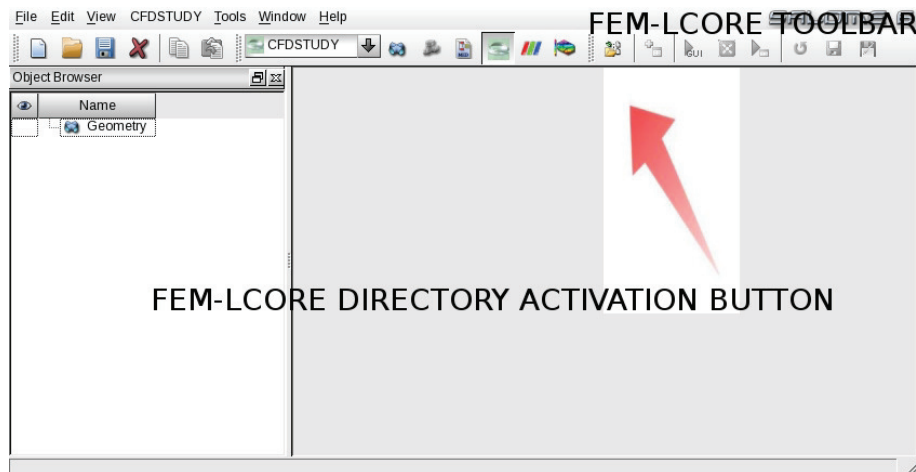 File Edit View CFDSTUDY Tools Window Help
FEM-LCORE TOOLBAR
CFDSTUDY
GUI
Object Browser
Name
Geometry
FEM-LCORE DIRECTORY ACTIVATION BUTTON